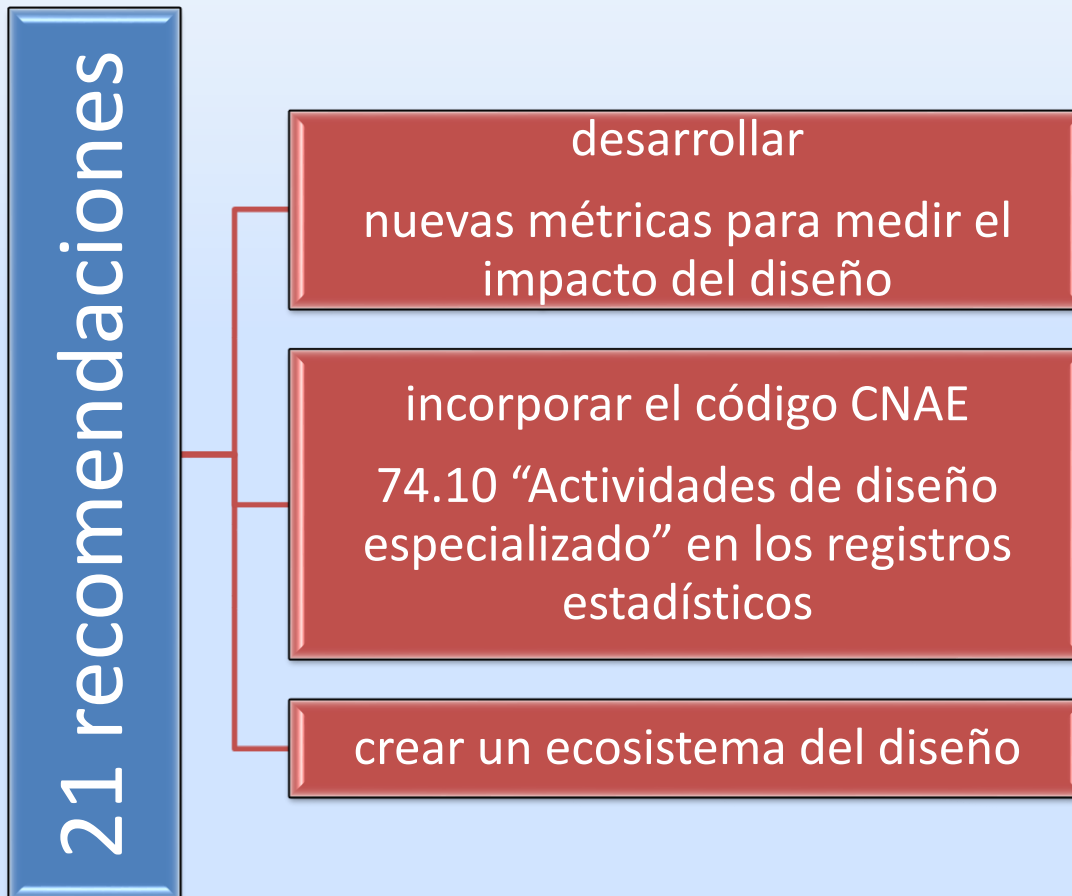 21 recomendaciones
desarrollar
nuevas métricas para medir el
impacto del diseño
incorporar el código CNAE
74.10 “Actividades de diseño
especializado” en los registros
estadísticos
crear un ecosistema del diseño